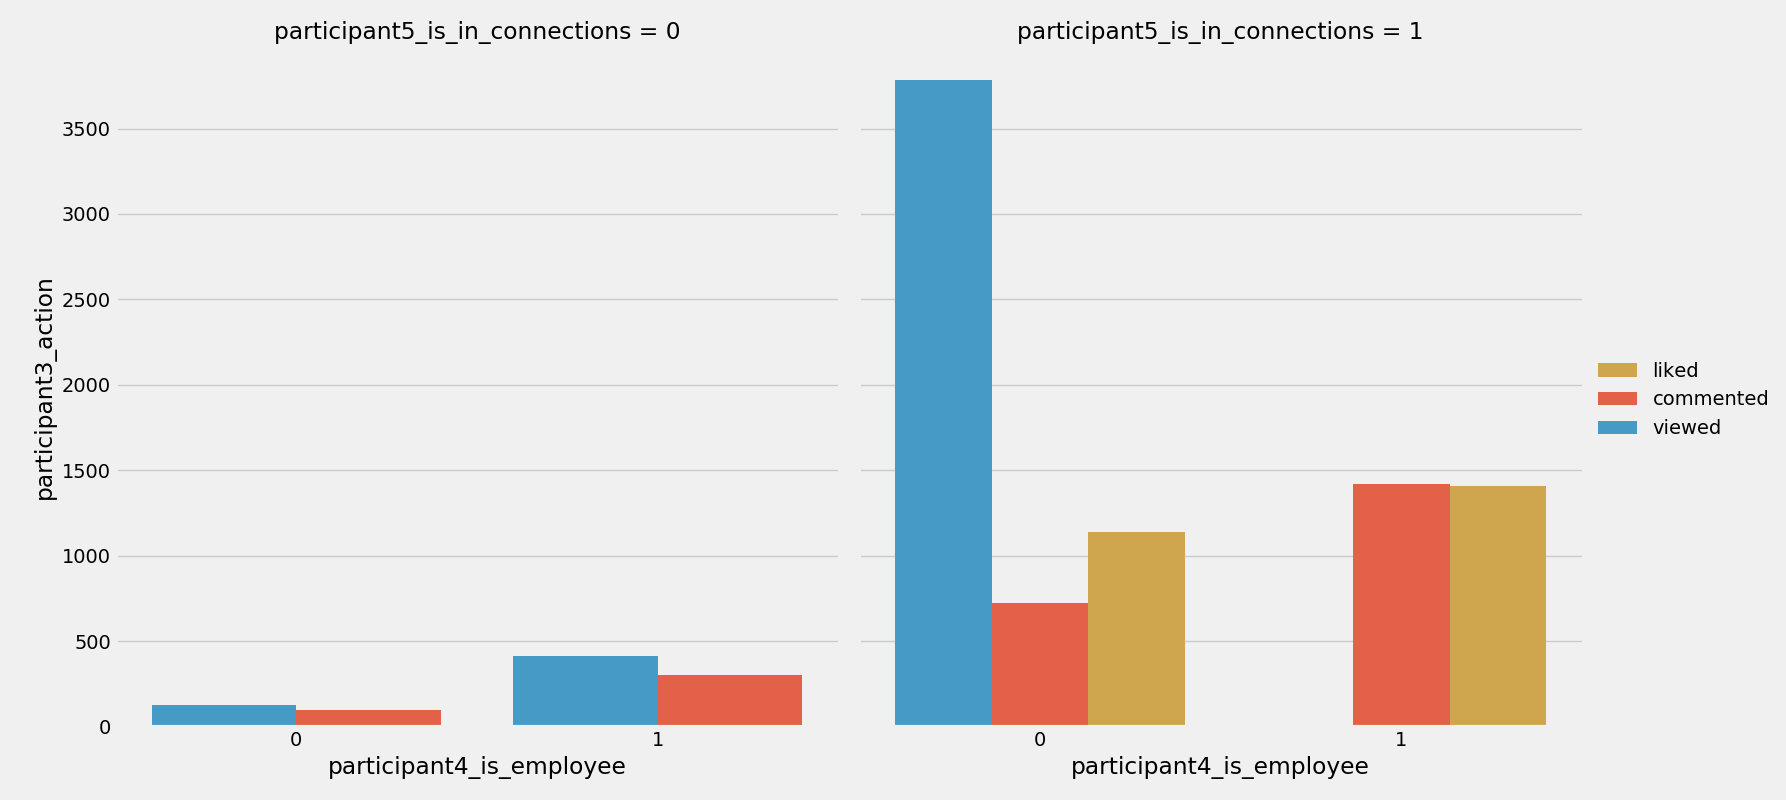 participant5_is_in_connections = 0
participant5_is_in_connections = 1
participant3_action
3500
3000
2500
2000
1500
1000
500
0
0
1
0
1
participant4_is_employee
participant4_is_employee
liked
commented
viewed